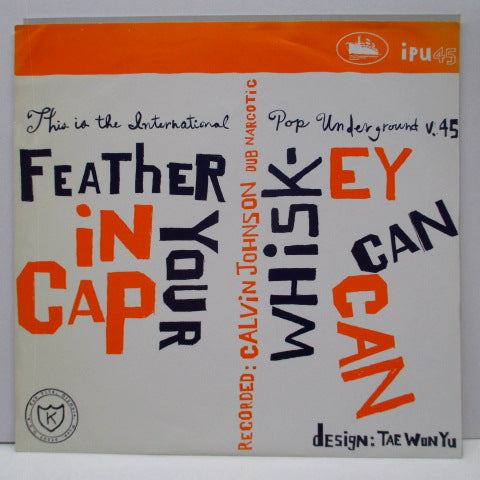 ipu45
This is the International Pop Underground v. 45
FEATHER
iN YOUR
CAP
RECORDED: CALViN JOHNSON DUB NARCOTIC
WHiSK-
EY
CAN
CAN
K
design: TAE WON YU